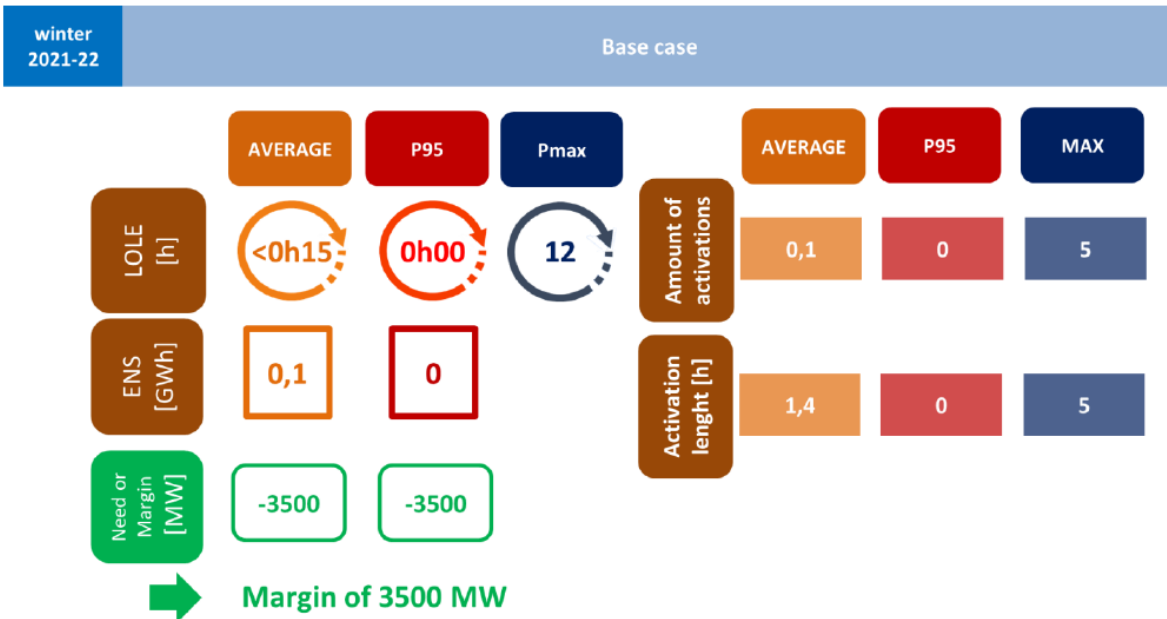 winter
2021-22
Base case
AVERAGE
P95
Pmax
LOLE
[h]
<0h15
0h00
12
ENS
[GWh]
0,1
0
Need or
Margin
[MW]
-3500
-3500
Margin of 3500 MW
AVERAGE
P95
MAX
Amount of
activations
0,1
0
5
Activation
lenght [h]
1,4
0
5